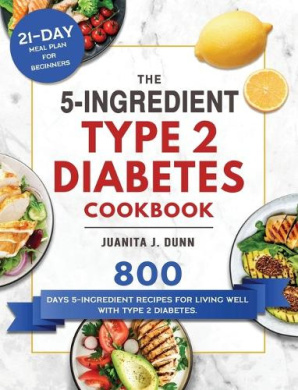 21-DAY
MEAL PLAN
FOR
BEGINNERS
THE
5-INGREDIENT
TYPE 2
DIABETES
COOKBOOK
JUANITA J. DUNN
800
DAYS 5-INGREDIENT RECIPES FOR LIVING WELL
WITH TYPE 2 DIABETES.